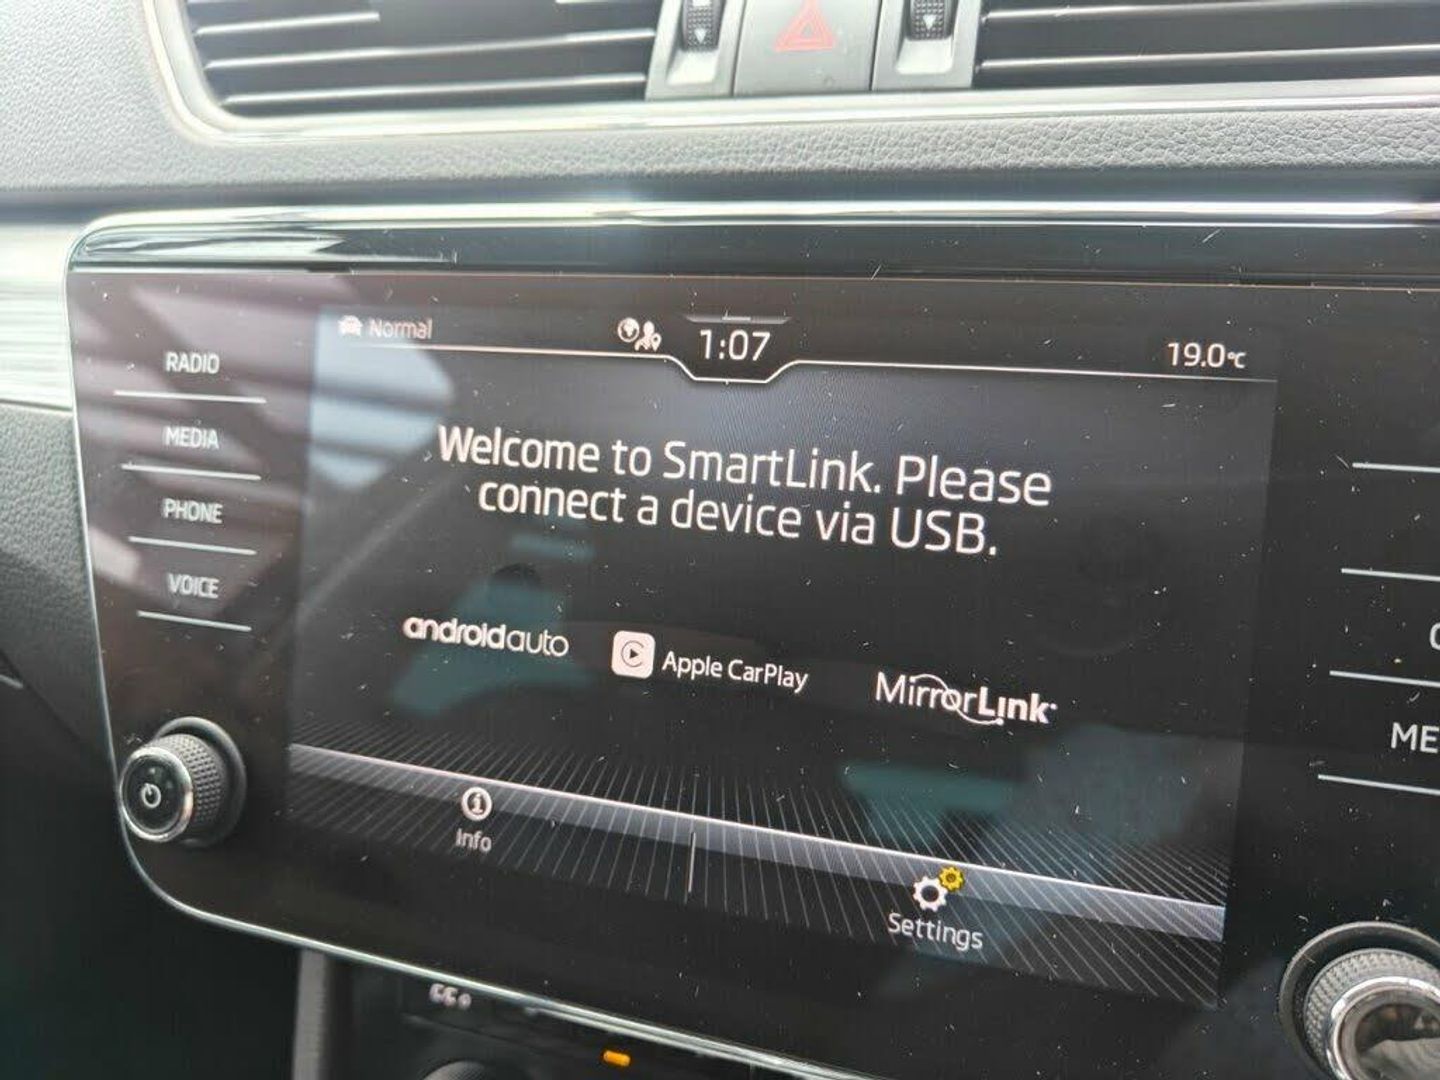 Normal
1:07
19.0°C
RADIO
MEDIA
PHONE
VOICE
Welcome to SmartLink. Please
connect a device via USB.
androidauto
Apple CarPlay
MirrorLink
Info
Settings